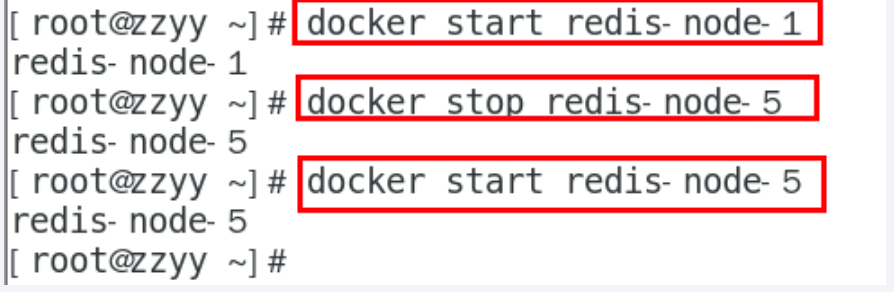 [root@zzyy ~]# docker start redis-node-1
redis-node-1
[root@zzyy ~]# docker stop redis-node-5
redis-node-5
[root@zzyy ~]# docker start redis-node-5
redis-node-5
[root@zzyy ~]#